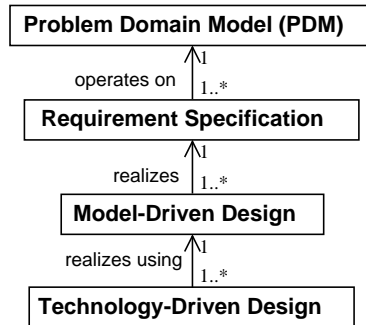 Problem Domain Model (PDM)
1
operates on
1..*
Requirement Specification
1
realizes
1..*
Model-Driven Design
1
realizes using
1..*
Technology-Driven Design